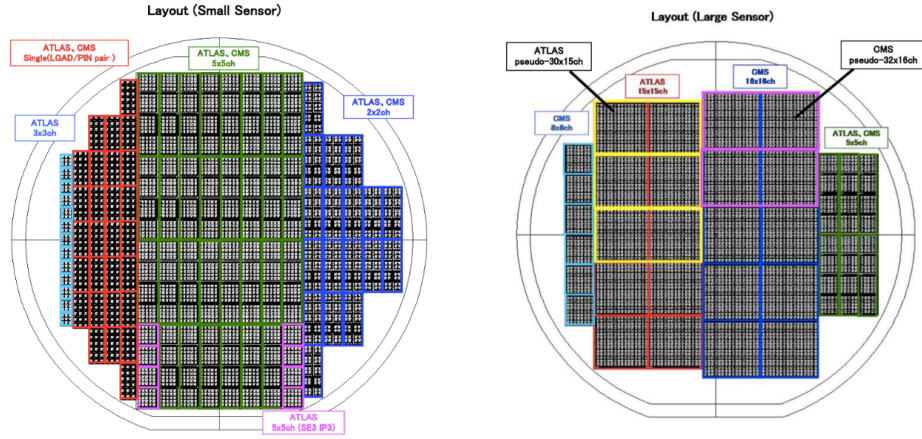 Layout (Small Sensor)
ATLAS、CMS
Single(LGAD/PIN pair )
ATLAS、CMS
5x5ch
ATLAS、CMS
2x2ch
ATLAS
3x3ch
ATLAS
5x5ch (SE3 IP3)
Layout (Large Sensor)
ATLAS
pseudo-30x15ch
ATLAS
15x15ch
CMS
16x16ch
CMS
pseudo-32x16ch
CMS
8x8ch
ATLAS、CMS
5x5ch